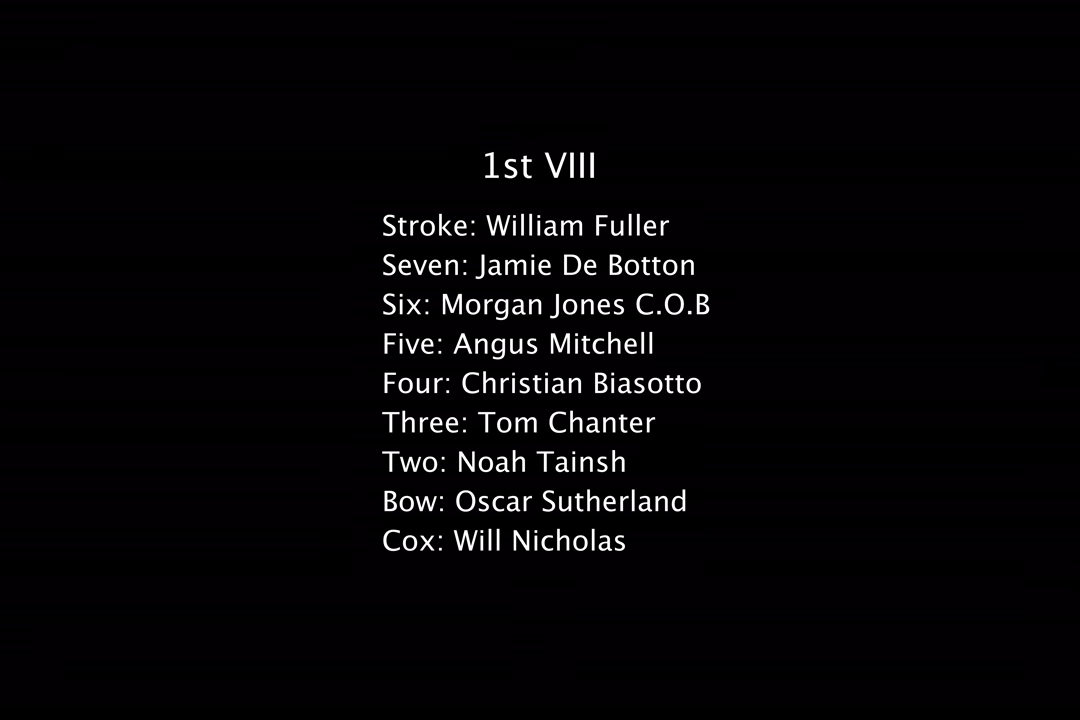 1st VIII
Stroke: William Fuller
Seven: Jamie De Botton
Six: Morgan Jones C.O.B
Five: Angus Mitchell
Four: Christian Biasotto
Three: Tom Chanter
Two: Noah Tainsh
Bow: Oscar Sutherland
Cox: Will Nicholas